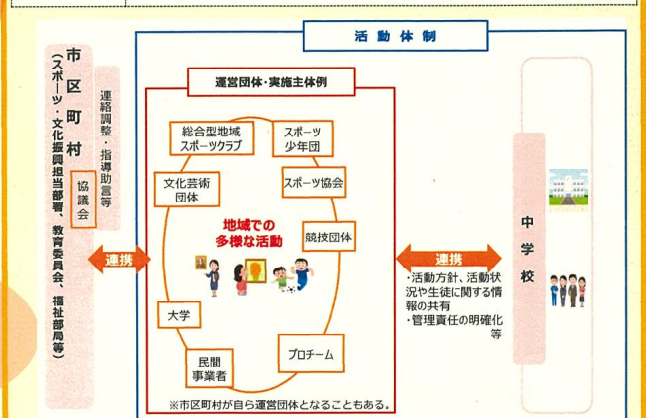 活動体制
市区町村
(スポーツ・文化振興担当部署、教育委員会、福祉部局等)
連絡調整・指導助言等
協議会
連携
運営団体・実施主体例
総合型地域
スポーツクラブ
スポーツ
少年団
文化芸術
団体
スポーツ協会
競技団体
地域での
多様な活動
大学
民間
事業者
プロチーム
※市区町村が自ら運営団体となることもある。
連携
・活動方針、活動状
況や生徒に関する情
報の共有
・管理責任の明確化
等
中学校